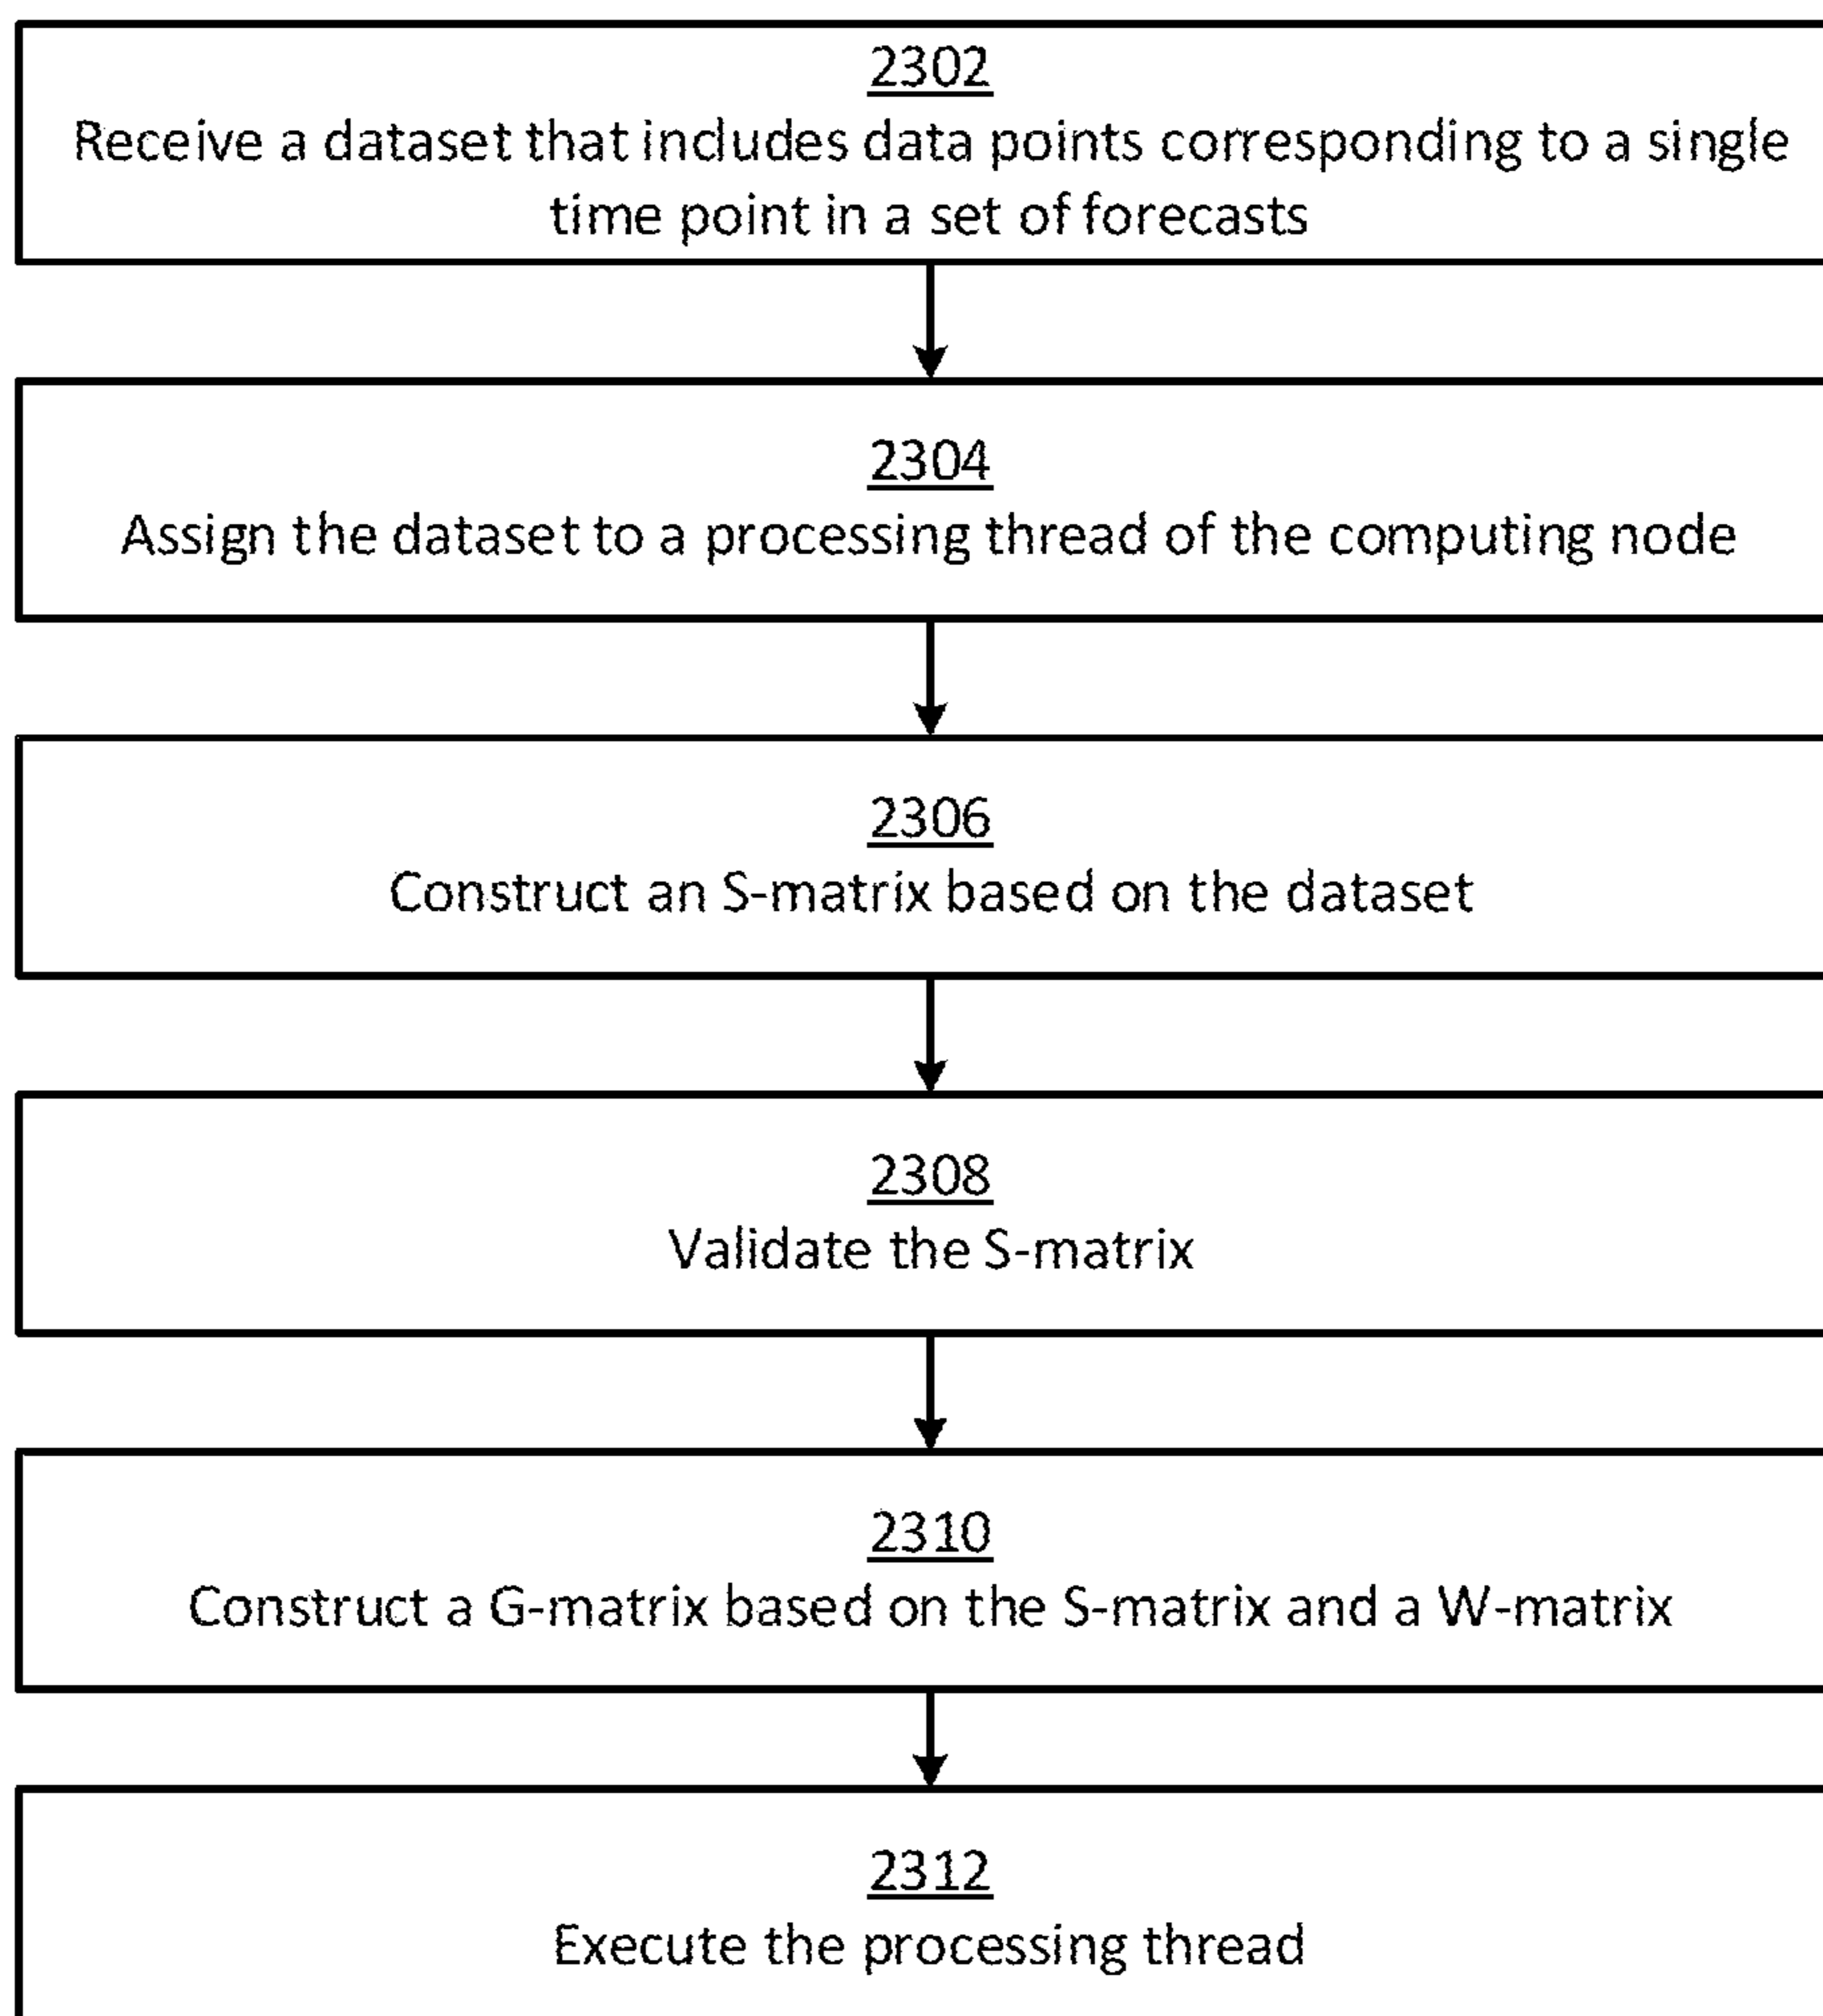 2302
Receive a dataset that includes data points corresponding to a single
time point in a set of forecasts
2304
Assign the dataset to a processing thread of the computing node
2306
Construct an S-matrix based on the dataset
2308
Validate the S-matrix
2310
Construct a G-matrix based on the S-matrix and a W-matrix
2312
Execute the processing thread